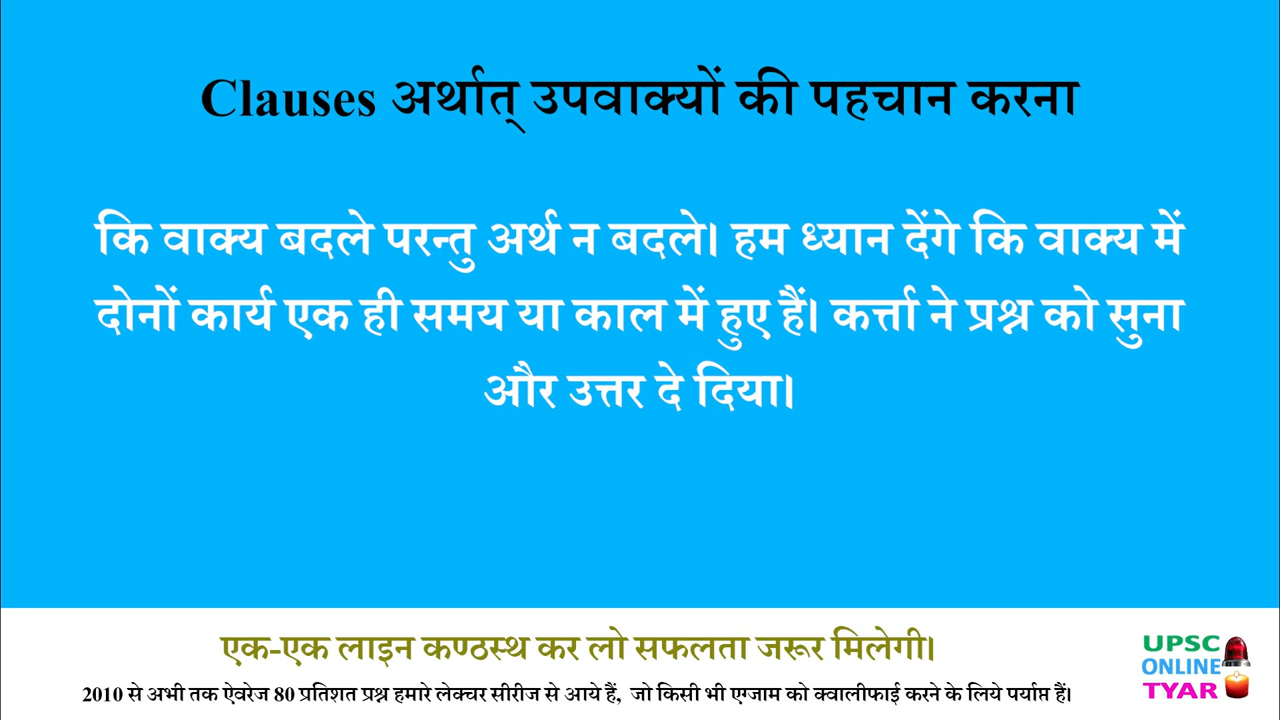 Clauses अर्थात् उपवाक्यों की पहचान करना
कि वाक्य बदले परन्तु अर्थ न बदले। हम ध्यान देंगे कि वाक्य में
दोनों कार्य एक ही समय या काल में हुए हैं। कर्त्ता ने प्रश्न को सुना
और उत्तर दे दिया।
एक-एक लाइन कण्ठस्थ कर लो सफलता जरूर मिलेगी।
2010 से अभी तक ऐवरेज 80 प्रतिशत प्रश्न हमारे लेक्चर सीरीज से आये हैं, जो किसी भी एग्जाम को क्वालीफाई करने के लिये पर्याप्त हैं।
UPSC
ONLINE
TYAR